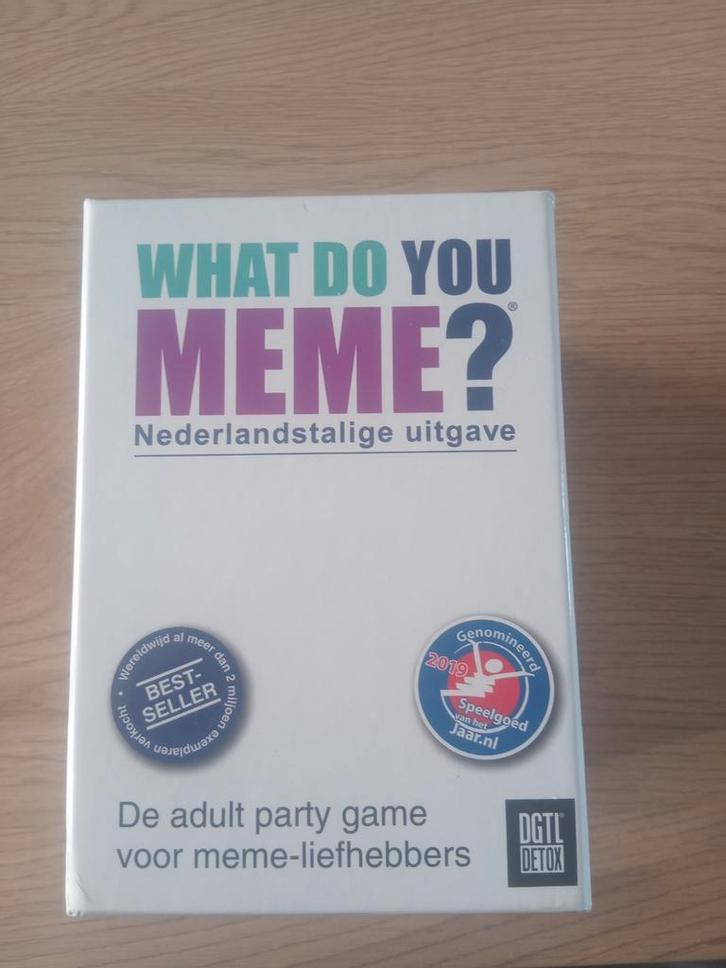 WHAT DO YOU
MEME?®
Nederlandstalige uitgave
• Wereldwijd al meer dan 2 miljoen exemplaren verkocht
BEST-
SELLER
Genomineerd
2019
Speelgoed
van het
Jaar.nl
De adult party game
voor meme-liefhebbers
DGTL®
DETOX